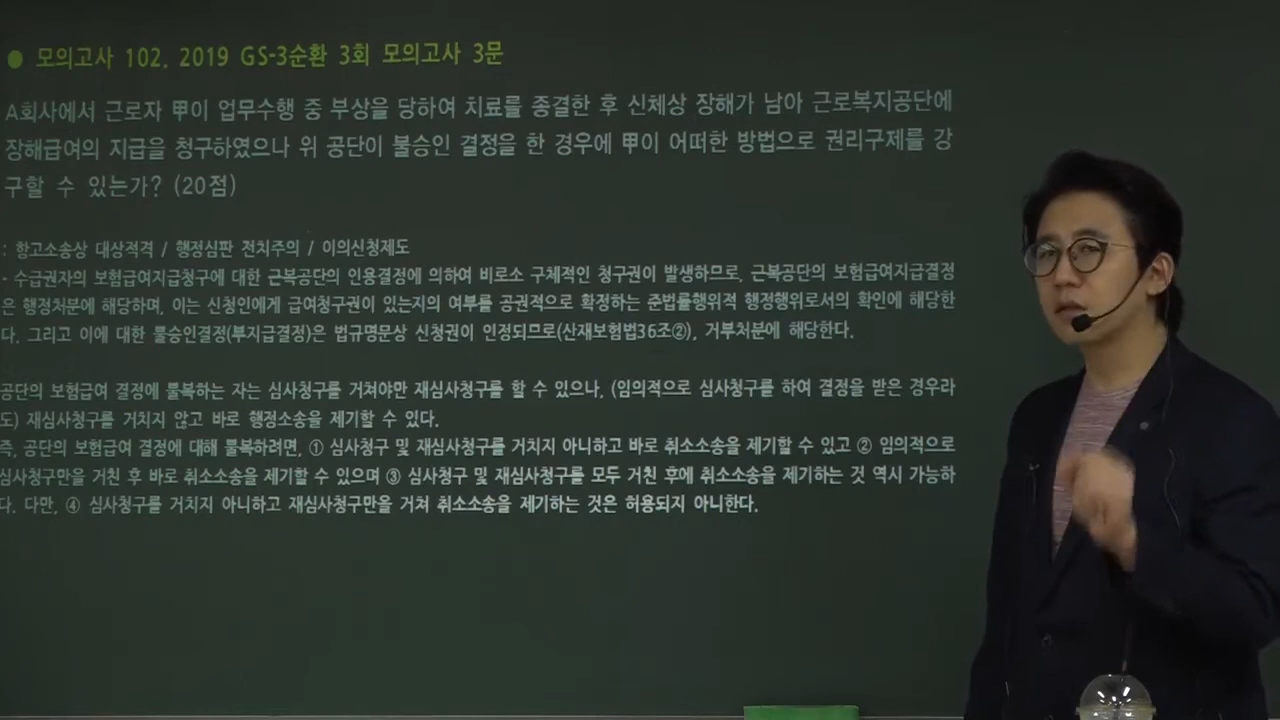 ● 모의고사 102. 2019 GS-3순환 3회 모의고사 3문
A회사에서 근로자 甲이 업무수행 중 부상을 당하여 치료를 종결한 후 신체상 장해가 남아 근로복지공단에
장해급여의 지급을 청구하였으나 위 공단이 불승인 결정을 한 경우에 甲이 어떠한 방법으로 권리구제를 강
구할 수 있는가? (20점)
: 항고소송상 대상적격 / 행정심판 전치주의 / 이의신청제도
- 수급권자의 보험급여지급청구에 대한 근복공단의 인용결정에 의하여 비로소 구체적인 청구권이 발생하므로, 근복공단의 보험급여지급결정
은 행정처분에 해당하며, 이는 신청인에게 급여청구권이 있는지의 여부를 공권적으로 확정하는 준법률행위적 행정행위로서의 확인에 해당한
다. 그리고 이에 대한 불승인결정(부지급결정)은 법규명문상 신청권이 인정되므로(산재보험법36조②), 거부처분에 해당한다.
공단의 보험급여 결정에 불복하는 자는 심사청구를 거쳐야만 재심사청구를 할 수 있으나, (임의적으로 심사청구를 하여 결정을 받은 경우라
도) 재심사청구를 거치지 않고 바로 행정소송을 제기할 수 있다.
즉, 공단의 보험급여 결정에 대해 불복하려면, ① 심사청구 및 재심사청구를 거치지 아니하고 바로 취소소송을 제기할 수 있고 ② 임의적으로
심사청구만을 거친 후 바로 취소소송을 제기할 수 있으며 ③ 심사청구 및 재심사청구를 모두 거친 후에 취소소송을 제기하는 것 역시 가능하
다. 다만, ④ 심사청구를 거치지 아니하고 재심사청구만을 거쳐 취소소송을 제기하는 것은 허용되지 아니한다.